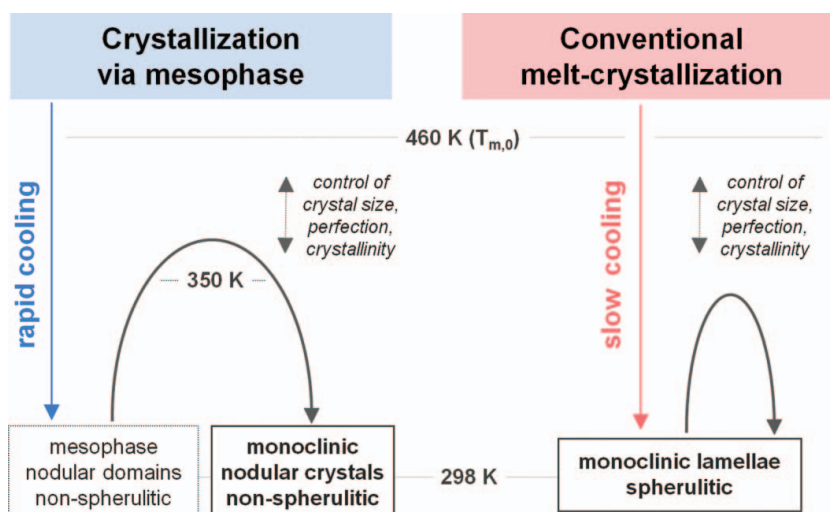 Crystallization
via mesophase
Conventional
melt-crystallization
460 K (Tm,0)
rapid cooling
control of
crystal size,
perfection,
crystallinity
350 K
slow cooling
control of
crystal size,
perfection,
crystallinity
mesophase
nodular domains
non-spherulitic
monoclinic
nodular crystals
non-spherulitic
298 K
monoclinic lamellae
spherulitic